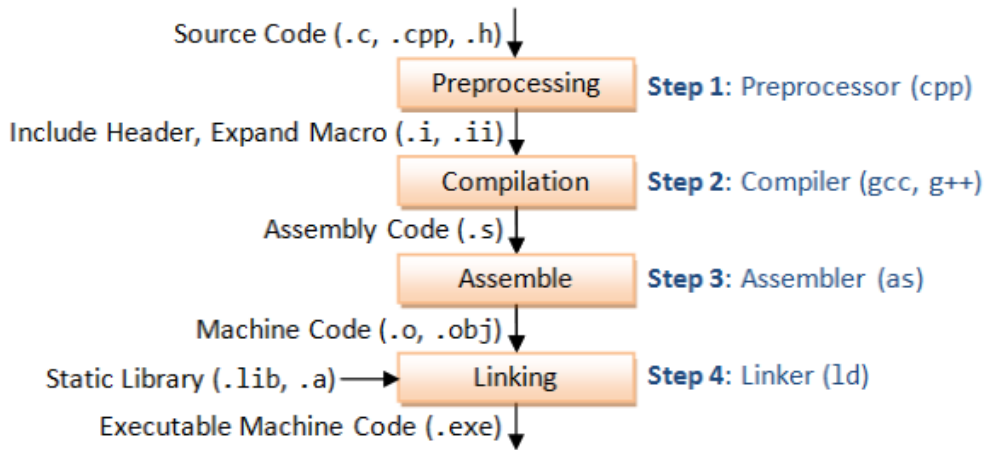 Source Code (.c, .cpp, .h)
Preprocessing
Step 1: Preprocessor (cpp)
Include Header, Expand Macro (.i, .ii)
Compilation
Step 2: Compiler (gcc, g++)
Assembly Code (.s)
Assemble
Step 3: Assembler (as)
Machine Code (.o, .obj)
Static Library (.lib, .a)
Linking
Step 4: Linker (ld)
Executable Machine Code (.exe)